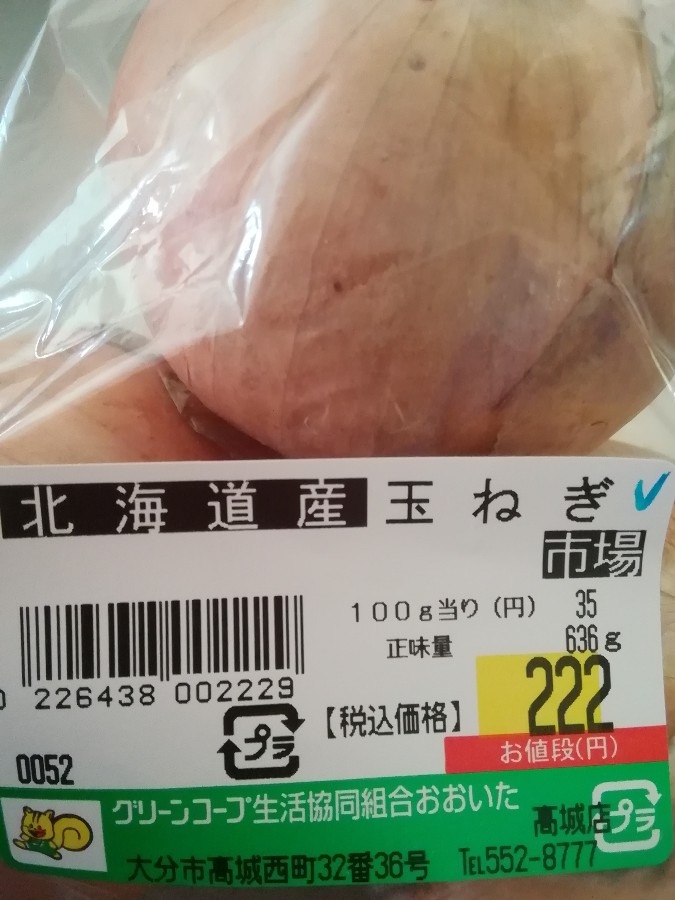 北海道産 玉ねぎ
市場
100g当り(円) 35
正味量 636g
0 226438 002229
【税込価格】 222
お値段(円)
プラ
0052
グリーンコープ生活協同組合おおいた
高城店
プラ
大分市高城西町32番36号 TEL552-8777